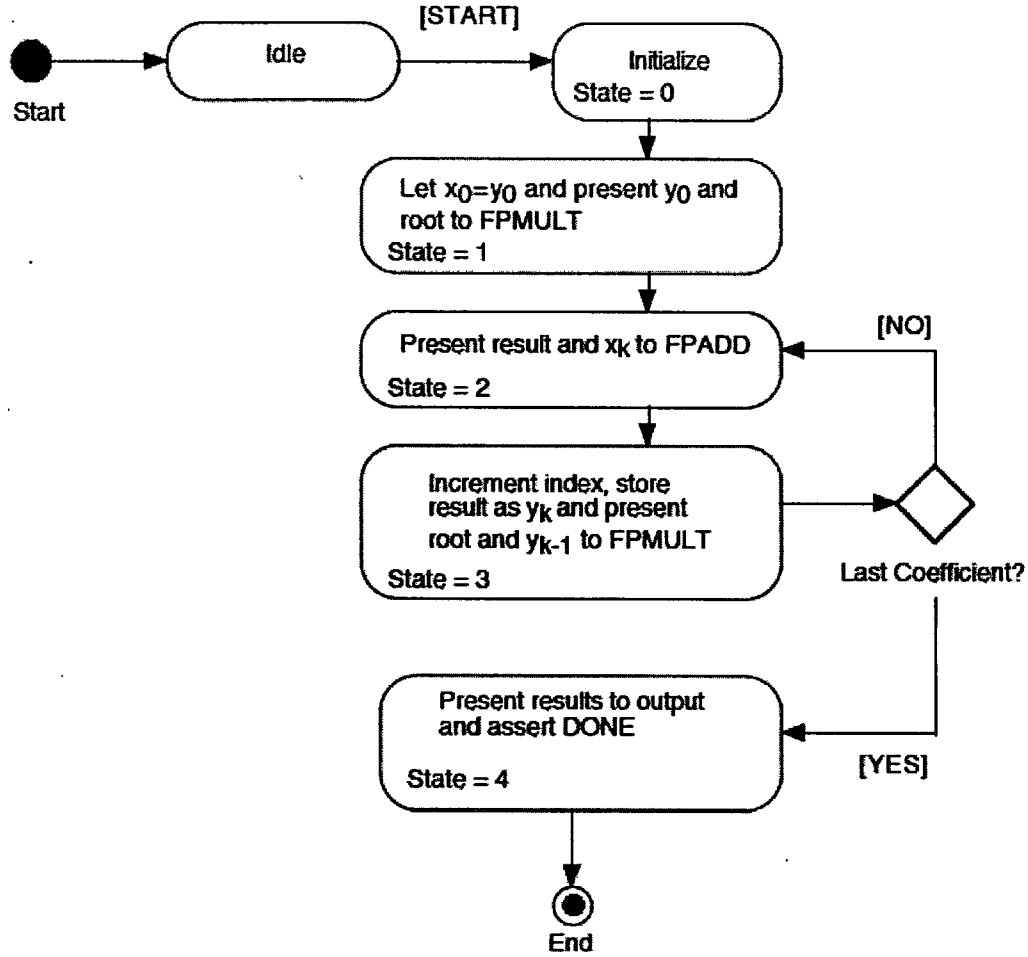 [START]
Idle
Start
Initialize
State = 0
Let x0=y0 and present y0 and
root to FPMULT
State = 1
Present result and xk to FPADD
State = 2
[NO]
Increment index, store
result as yk and present
root and yk-1 to FPMULT
State = 3
Last Coefficient?
Present results to output
and assert DONE
State = 4
[YES]
End